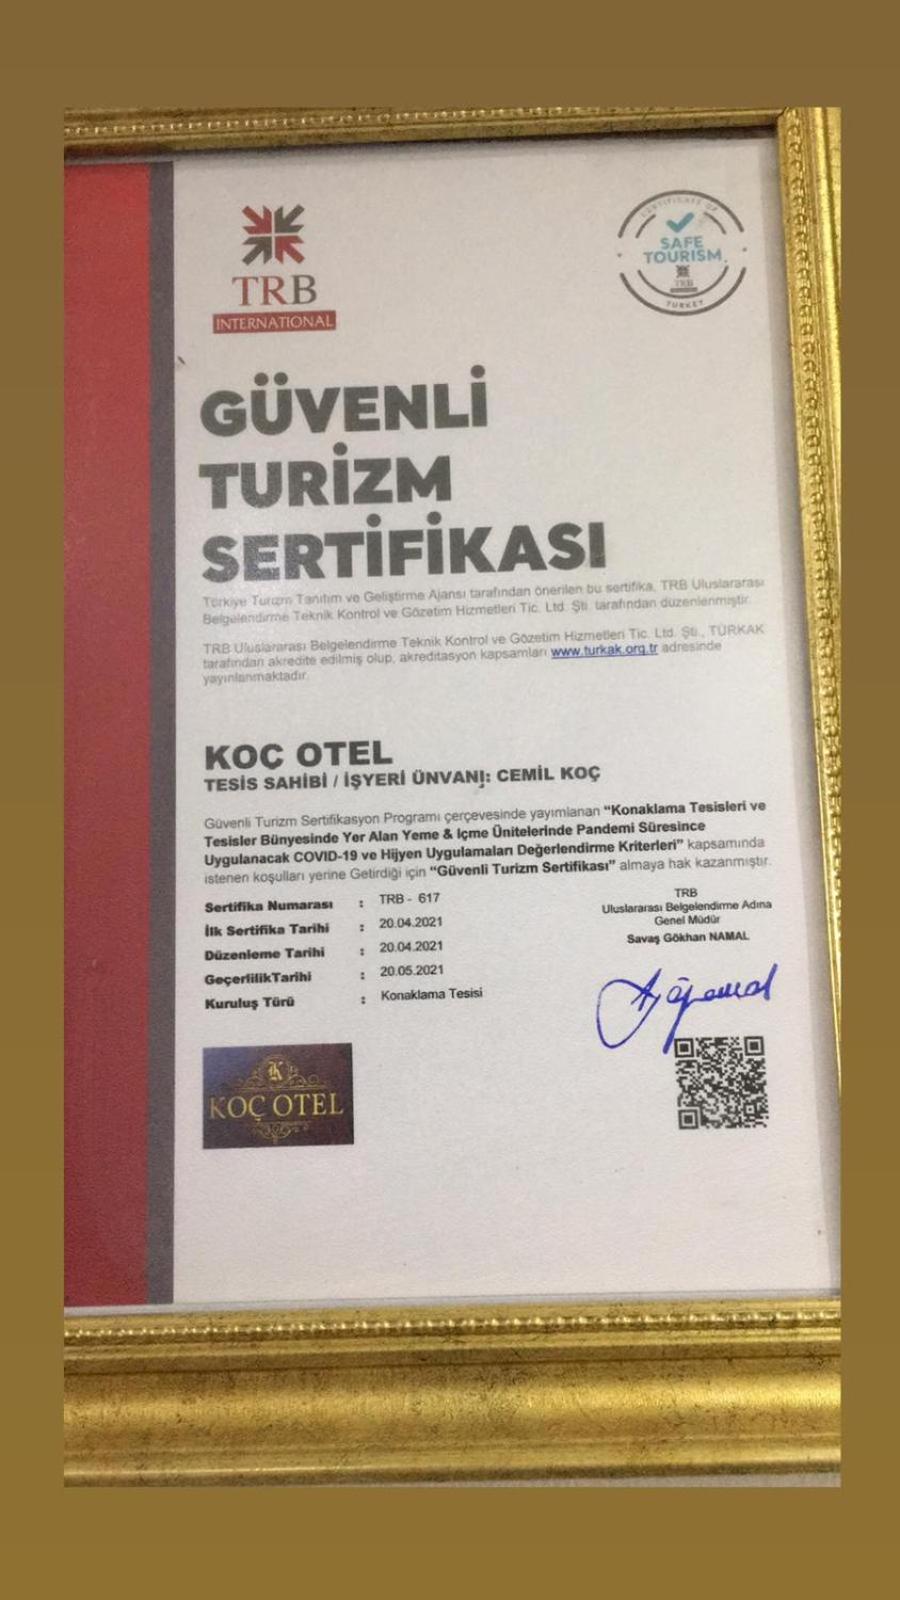 TRB
INTERNATIONAL
CERTIFICATE OF
SAFE
TOURISM
TRB
TURKEY
GÜVENLİ
TURİZM
SERTİFİKASI
Türkiye Turizm Tanıtım ve Geliştirme Ajansı tarafından önerilen bu sertifika, TRB Uluslararası
Belgelendirme Teknik Kontrol ve Gözetim Hizmetleri Tic. Ltd. Şti. tarafından düzenlenmiştir.
TRB Uluslararası Belgelendirme Teknik Kontrol ve Gözetim Hizmetleri Tic. Ltd. Şti., TÜRKAK
tarafından akredite edilmiş olup, akreditasyon kapsamları www.turkak.org.tr adresinde
yayınlanmaktadır.
KOÇ OTEL
TESİS SAHİBİ / İŞYERİ ÜNVANI: CEMİL KOÇ
Güvenli Turizm Sertifikasyon Programı çerçevesinde yayımlanan “Konaklama Tesisleri ve
Tesisler Bünyesinde Yer Alan Yeme & Içme Ünitelerinde Pandemi Süresince
Uygulanacak COVID-19 ve Hijyen Uygulamaları Değerlendirme Kriterleri” kapsamında
istenen koşulları yerine Getirdiği için “Güvenli Turizm Sertifikası” almaya hak kazanmıştır.
Sertifika Numarası : TRB - 617
İlk Sertifika Tarihi : 20.04.2021
Düzenleme Tarihi : 20.04.2021
GeçerlilikTarihi : 20.05.2021
Kuruluş Türü : Konaklama Tesisi
TRB
Uluslararası Belgelendirme Adına
Genel Müdür
Savaş Gökhan NAMAL
K
KOÇ OTEL